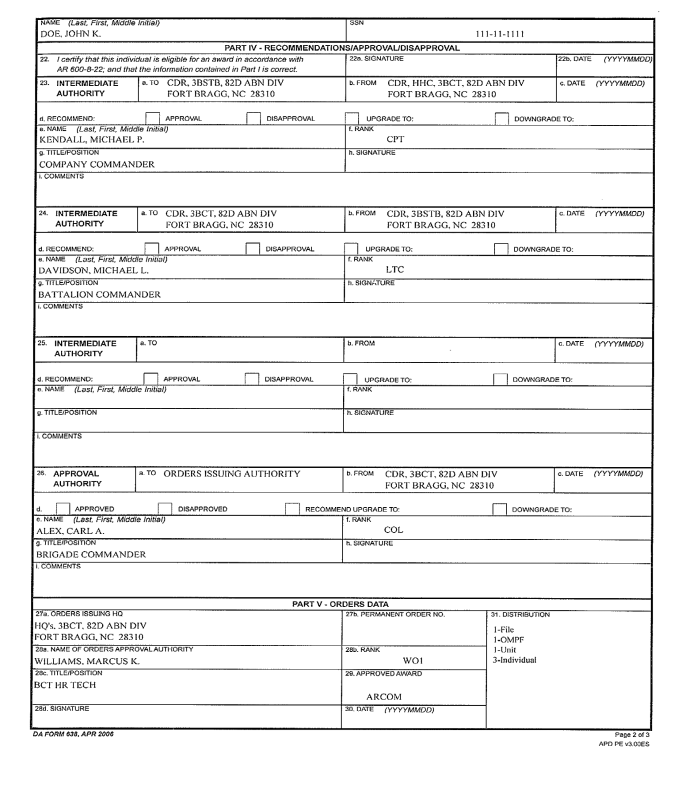 NAME (Last, First, Middle Initial)
DOE, JOHN K.
SSN
111-11-1111
PART IV - RECOMMENDATIONS/APPROVAL/DISAPPROVAL
22. I certify that this individual is eligible for an award in accordance with
AR 600-8-22; and that the information contained in Part I is correct.
22a. SIGNATURE
22b. DATE (YYYYMMDD)
23. INTERMEDIATE
AUTHORITY
a. TO CDR, 3BSTB, 82D ABN DIV
FORT BRAGG, NC 28310
b. FROM CDR, HHC, 3BCT, 82D ABN DIV
FORT BRAGG, NC 28310
c. DATE (YYYYMMDD)
d. RECOMMEND: APPROVAL DISAPPROVAL UPGRADE TO: DOWNGRADE TO:
e. NAME (Last, First, Middle Initial)
KENDALL, MICHAEL P.
f. RANK
CPT
g. TITLE/POSITION
COMPANY COMMANDER
h. SIGNATURE
i. COMMENTS
24. INTERMEDIATE
AUTHORITY
a. TO CDR, 3BCT, 82D ABN DIV
FORT BRAGG, NC 28310
b. FROM CDR, 3BSTB, 82D ABN DIV
FORT BRAGG, NC 28310
c. DATE (YYYYMMDD)
d. RECOMMEND: APPROVAL DISAPPROVAL UPGRADE TO: DOWNGRADE TO:
e. NAME (Last, First, Middle Initial)
DAVIDSON, MICHAEL L.
f. RANK
LTC
g. TITLE/POSITION
BATTALION COMMANDER
h. SIGNATURE
i. COMMENTS
25. INTERMEDIATE
AUTHORITY
a. TO
b. FROM
c. DATE (YYYYMMDD)
d. RECOMMEND: APPROVAL DISAPPROVAL UPGRADE TO: DOWNGRADE TO:
e. NAME (Last, First, Middle Initial)
f. RANK
g. TITLE/POSITION
h. SIGNATURE
i. COMMENTS
26. APPROVAL
AUTHORITY
a. TO ORDERS ISSUING AUTHORITY
b. FROM CDR, 3BCT, 82D ABN DIV
FORT BRAGG, NC 28310
c. DATE (YYYYMMDD)
d. APPROVED DISAPPROVED RECOMMEND UPGRADE TO: DOWNGRADE TO:
e. NAME (Last, First, Middle Initial)
ALEX, CARL A.
f. RANK
COL
g. TITLE/POSITION
BRIGADE COMMANDER
h. SIGNATURE
i. COMMENTS
PART V - ORDERS DATA
27a. ORDERS ISSUING HQ
HQ's. 3BCT, 82D ABN DIV
FORT BRAGG, NC 28310
27b. PERMANENT ORDER NO.
31. DISTRIBUTION
1-File
1-OMPF
1-Unit
3-Individual
28a. NAME OF ORDERS APPROVAL AUTHORITY
WILLIAMS, MARCUS K.
28b. RANK
WO1
28c. TITLE/POSITION
BCT HR TECH
29. APPROVED AWARD
ARCOM
28d. SIGNATURE
30. DATE (YYYYMMDD)
DA FORM 638, APR 2006
Page 2 of 3
APD PE v3.00ES